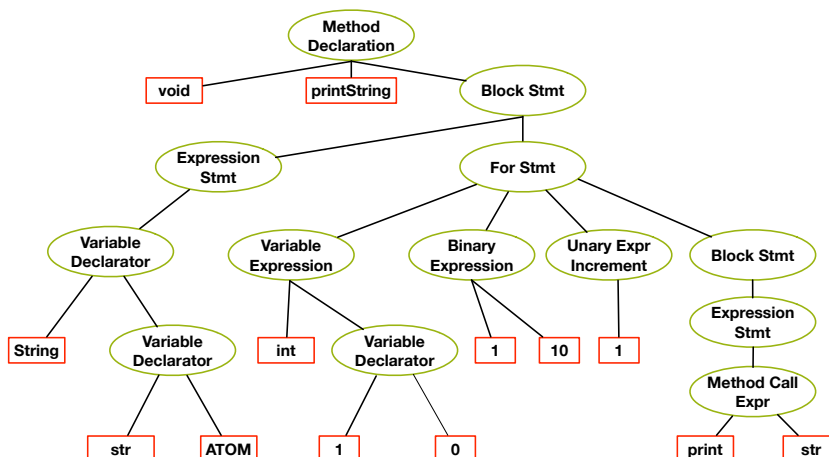 Method
Declaration
void
printString
Block Stmt
Expression
Stmt
For Stmt
Variable
Declarator
Variable
Expression
Binary
Expression
Unary Expr
Increment
Block Stmt
String
Variable
Declarator
int
Variable
Declarator
1
10
1
Expression
Stmt
Method Call
Expr
str
ATOM
1
0
print
str